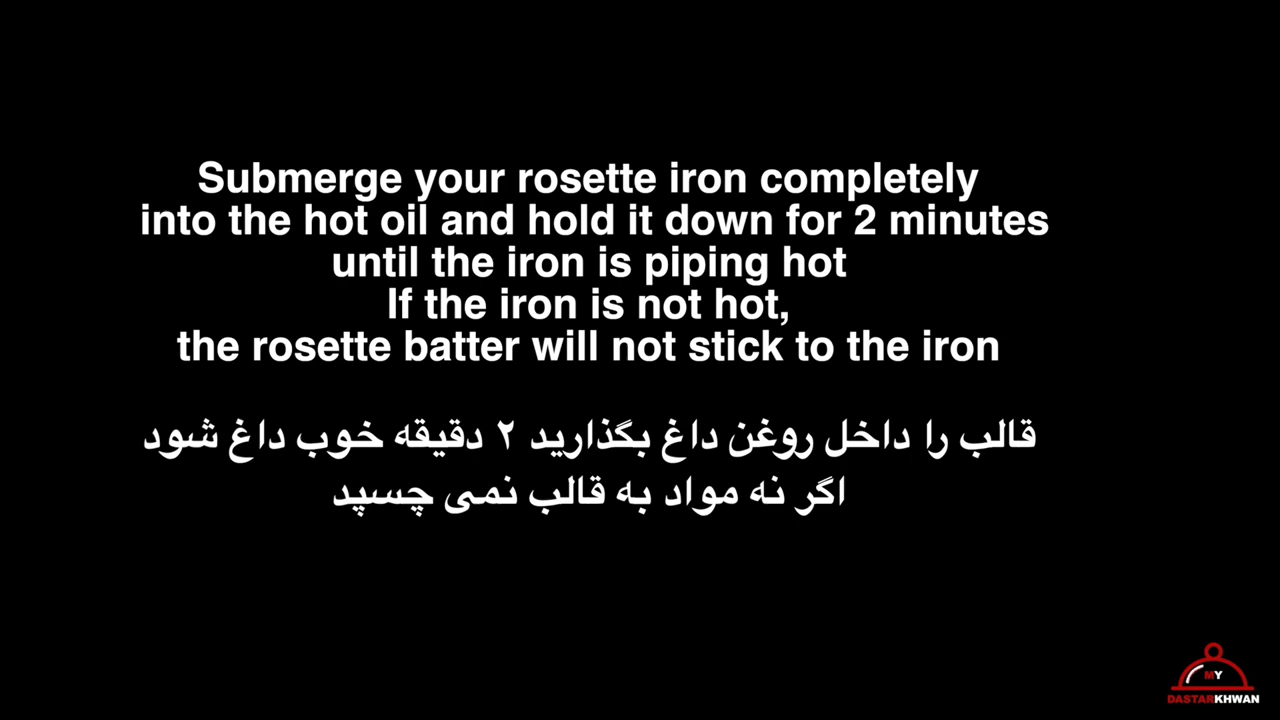 Submerge your rosette iron completely
into the hot oil and hold it down for 2 minutes
until the iron is piping hot
If the iron is not hot,
the rosette batter will not stick to the iron
قالب را داخل روغن داغ بگذارید ۲ دقیقه خوب داغ شود
اگر نه مواد به قالب نمی چسپد
MY
DASTARKHWAN